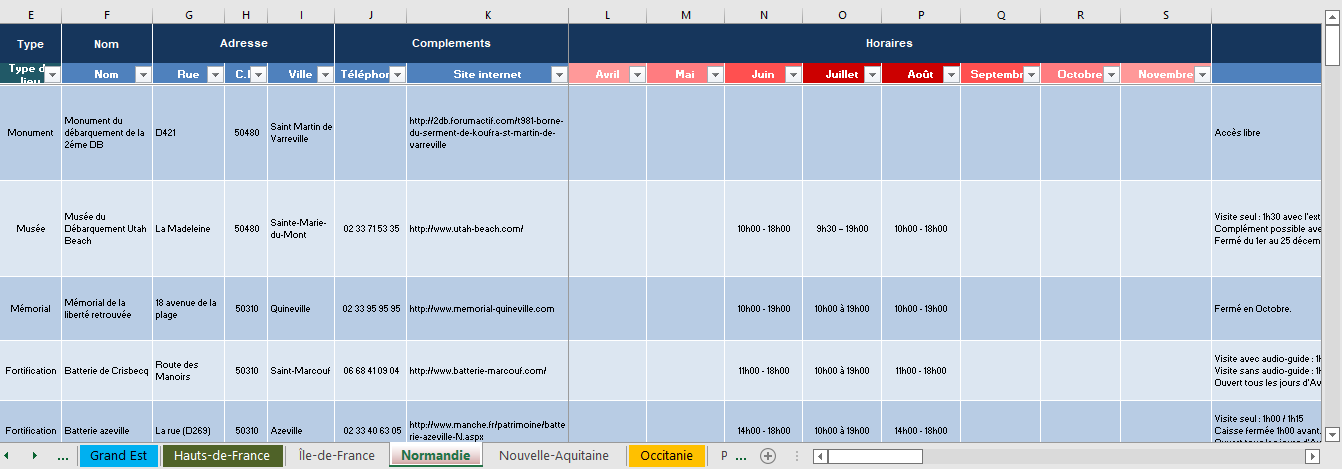 E F G H I J K L M N O P Q R S
Type Nom Adresse Complements Horaires
Type d
lieu
Nom Rue C. Ville Téléphon Site internet Avril Mai Juin Juillet Août Septembr Octobre Novembre
Monument
Monument du
débarquement de la
2éme DB
D421
50480
Saint Martin de
Varreville
http://2db.forumactif.com/t981-borne-
du-serment-de-koufra-st-martin-de-
varreville
Accès libre
Musée
Musée du
Débarquement Utah
Beach
La Madeleine
50480
Sainte-Marie-
du-Mont
02 33 71 53 35
http://www.utah-beach.com/
10h00 - 18h00
9h30 – 19h00
10h00 - 18h00
Visite seul : 1h30 avec l'ext
Complément possible ave
Fermé du 1er au 25 décem
Mémorial
Mémorial de la
liberté retrouvée
18 avenue de la
plage
50310
Quineville
02 33 95 95 95
http://www.memorial-quineville.com
10h00 - 19h00
10h00 à 19h00
10h00 - 19h00
Fermé en Octobre.
Fortification
Batterie de Crisbecq
Route des
Manoirs
50310
Saint-Marcouf
06 68 41 09 04
http://www.batterie-marcouf.com/
11h00 - 18h00
10h00 à 19h00
11h00 - 18h00
Visite avec audio-guide : 1h
Visite sans audio-guide : 1h
Ouvert tous les jours d'Av
Fortification
Batterie azeville
La rue (D269)
50310
Azeville
02 33 40 63 05
http://www.manche.fr/patrimoine/batte
rie-azeville-N.aspx
14h00 - 18h00
10h00 à 19h00
14h00 - 18h00
Visite seul : 1h00 / 1h15
Caisse fermée 1h00 avant.
Ouvert tous les jours d'Av
... Grand Est Hauts-de-France Île-de-France Normandie Nouvelle-Aquitaine Occitanie P ...